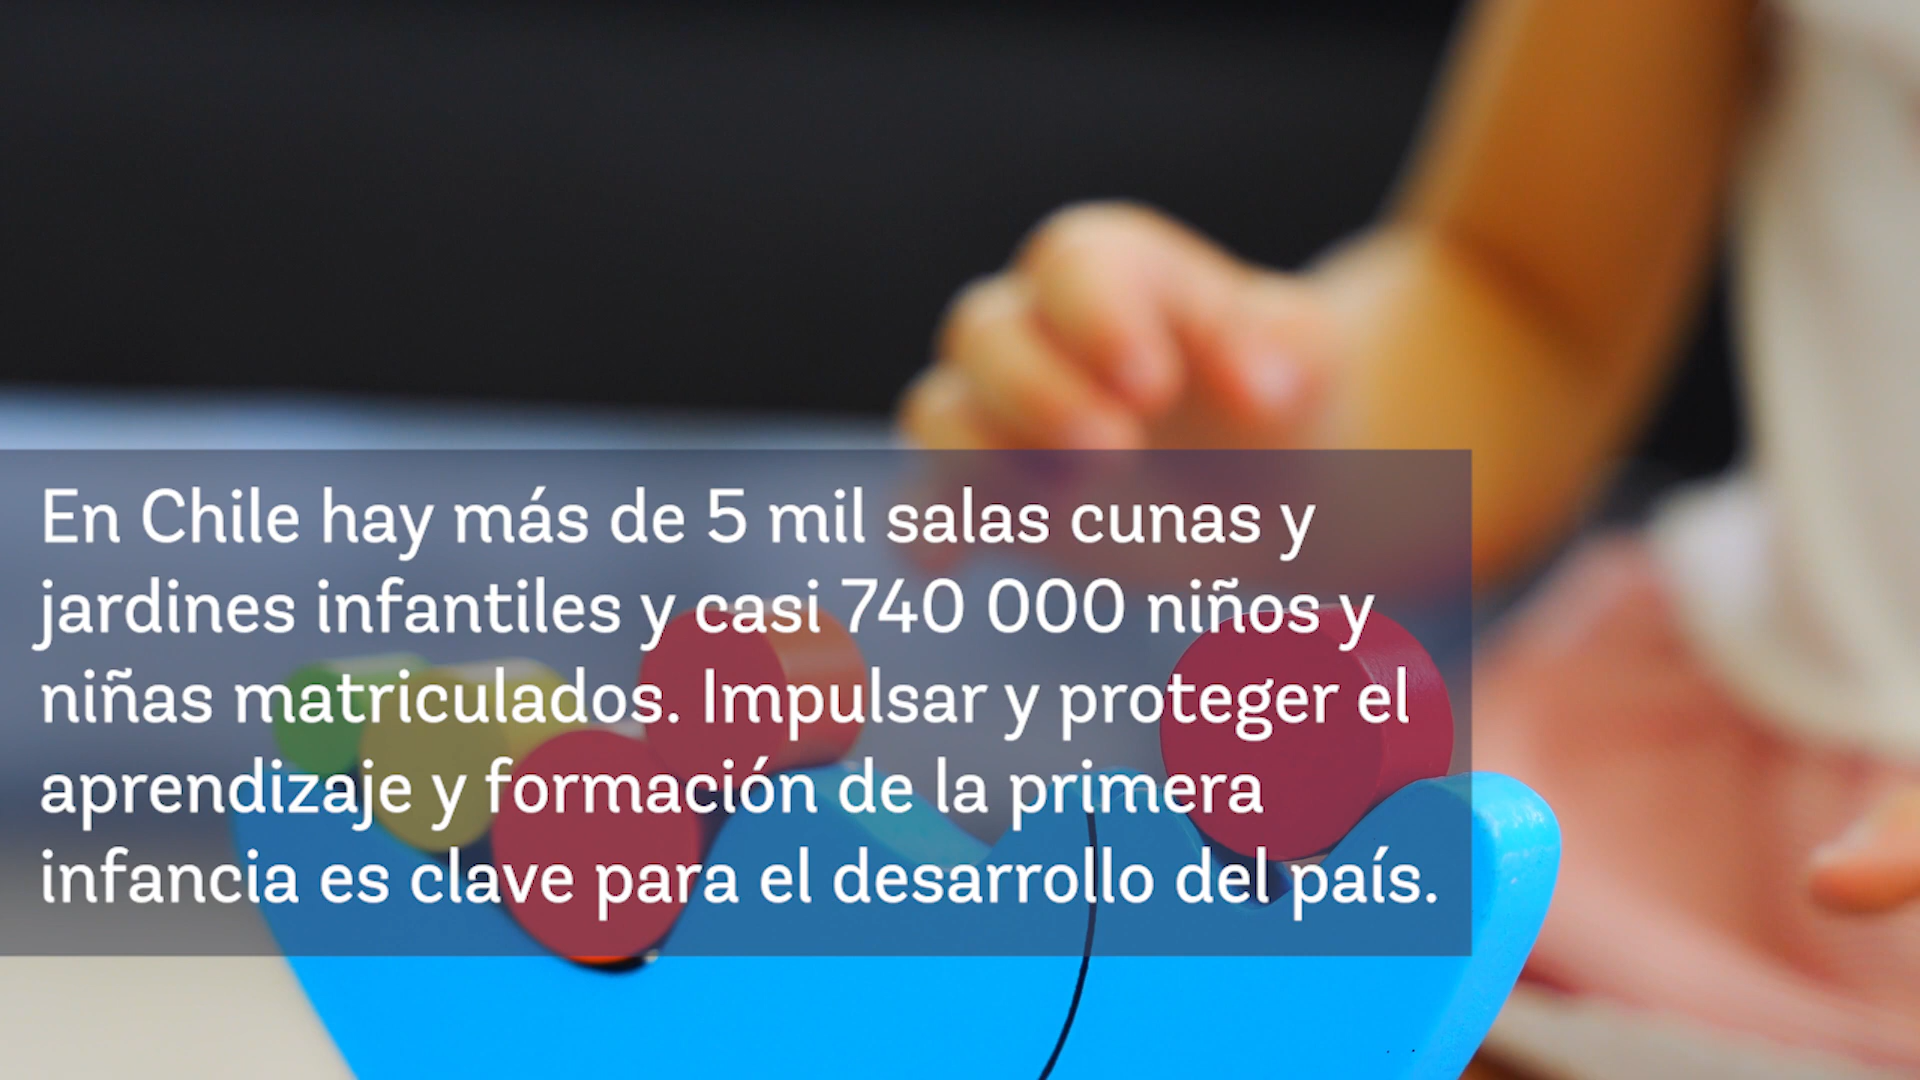 En Chile hay más de 5 mil salas cunas y
jardines infantiles y casi 740 000 niños y
niñas matriculados. Impulsar y proteger el
aprendizaje y formación de la primera
infancia es clave para el desarrollo del país.